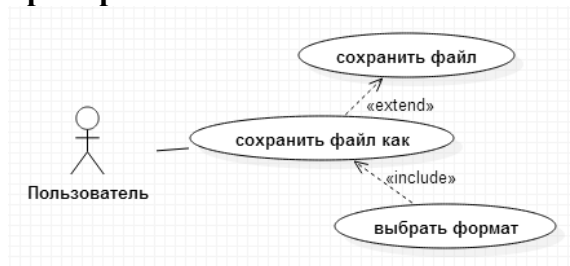 сохранить файл
«extend»
сохранить файл как
«include»
Пользователь
выбрать формат